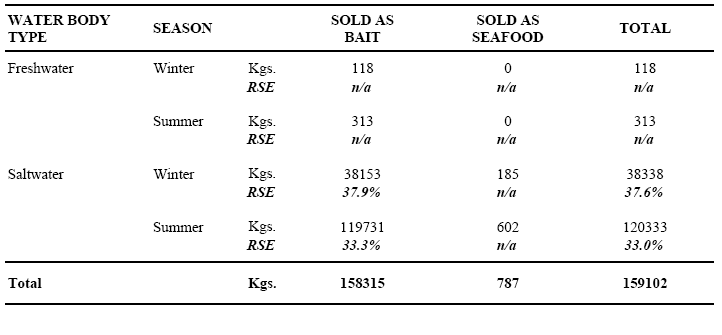 WATER BODY TYPE SEASON SOLD AS BAIT SOLD AS SEAFOOD TOTAL
Freshwater Winter Kgs. 118 0 118
RSE n/a n/a n/a
Summer Kgs. 313 0 313
RSE n/a n/a n/a
Saltwater Winter Kgs. 38153 185 38338
RSE 37.9% n/a 37.6%
Summer Kgs. 119731 602 120333
RSE 33.3% n/a 33.0%
Total Kgs. 158315 787 159102